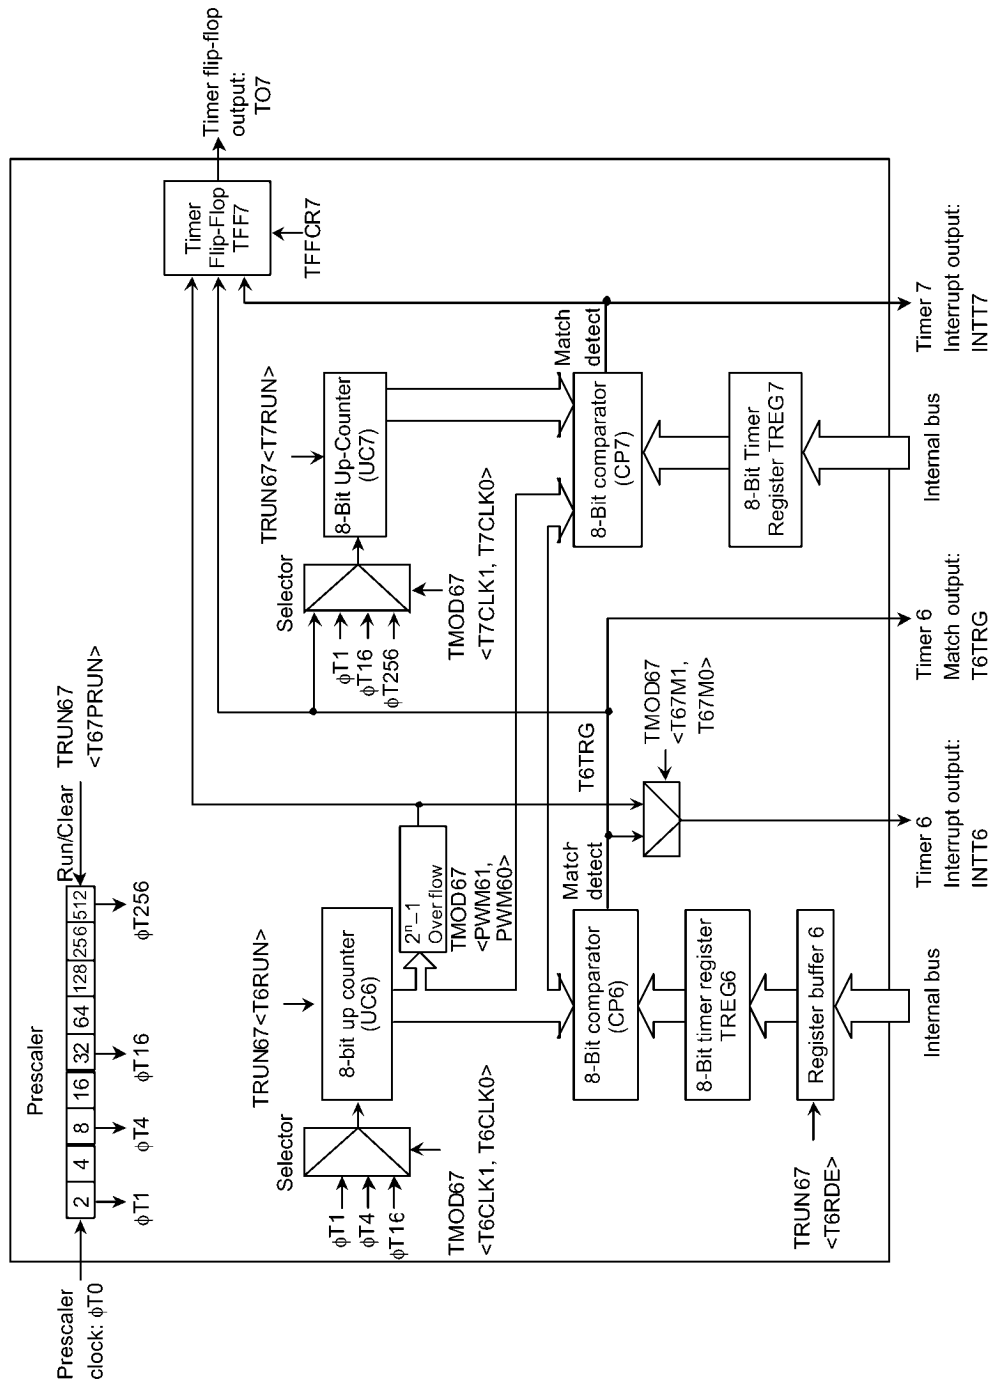 Prescaler
clock: ϕT0
Prescaler
2
4
8
16
32
64
128
256
512
Run/Clear
TRUN67
<T67PRUN>
ϕT1
ϕT4
ϕT16
ϕT256
TRUN67<T6RUN>
Selector
ϕT1
ϕT4
ϕT16
TMOD67
<T6CLK1, T6CLK0>
8-bit up counter
(UC6)
2ⁿ−1
Over flow
TMOD67
<PWM61,
PWM60>
TRUN67<T7RUN>
Selector
ϕT1
ϕT16
ϕT256
TMOD67
<T7CLK1, T7CLK0>
8-Bit Up-Counter
(UC7)
Timer
Flip-Flop
TFF7
TFFCR7
Timer flip-flop
output:
TO7
8-Bit comparator
(CP6)
Match
detect
T6TRG
8-Bit comparator
(CP7)
Match
detect
8-Bit timer register
TREG6
TMOD67
<T67M1,
T67M0>
8-Bit Timer
Register TREG7
Register buffer 6
TRUN67
<T6RDE>
Internal bus
Timer 6
Interrupt output:
INTT6
Timer 6
Match output:
T6TRG
Internal bus
Timer 7
Interrupt output:
INTT7